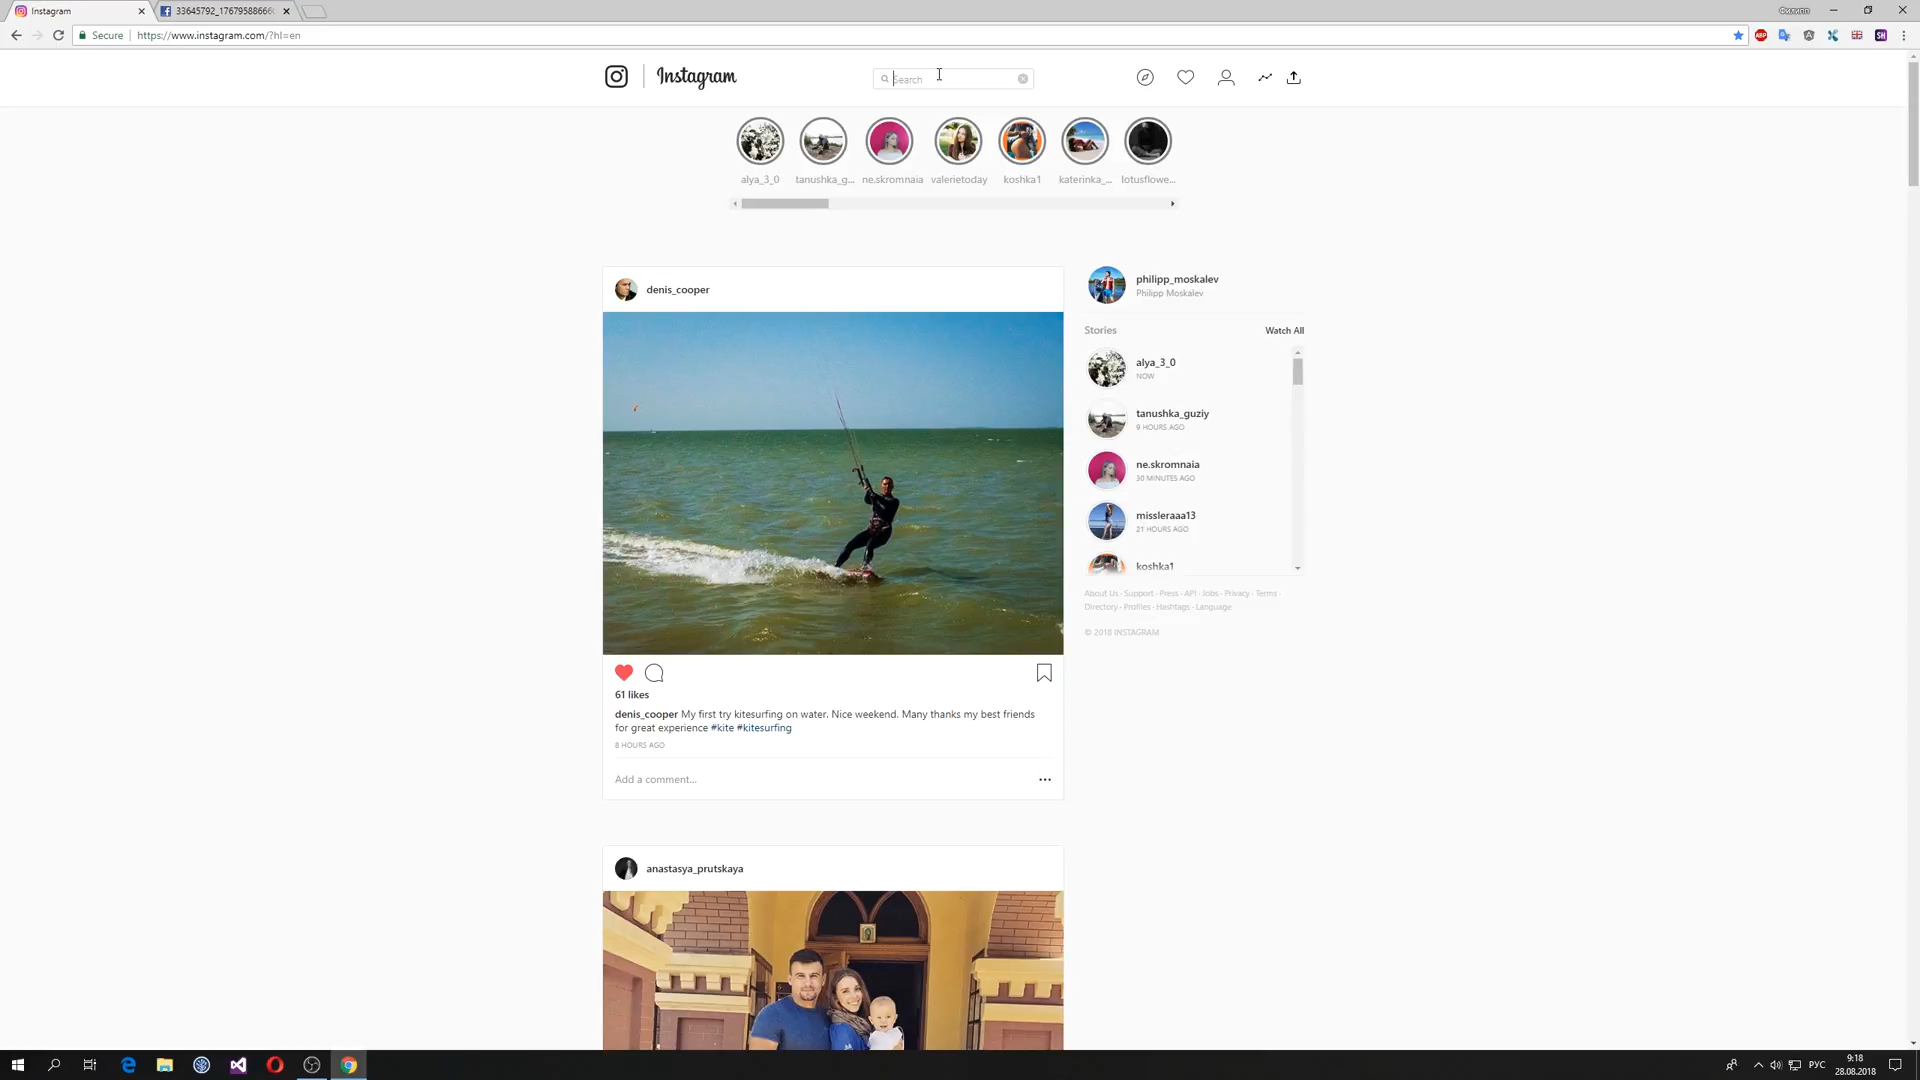 Instagram
33645792_17679588666
Филипп
Secure
https://www.instagram.com/?hl=en
ABP
SH
Instagram
Search
alya_3_0
tanushka_g...
ne.skromnaia
valerietoday
koshka1
katerinka_...
lotusflowe...
denis_cooper
philipp_moskalev
Philipp Moskalev
Stories
Watch All
alya_3_0
NOW
tanushka_guziy
9 HOURS AGO
ne.skromnaia
30 MINUTES AGO
missleraaa13
21 HOURS AGO
koshka1
About Us · Support · Press · API · Jobs · Privacy · Terms ·
Directory · Profiles · Hashtags · Language
© 2018 INSTAGRAM
61 likes
denis_cooper My first try kitesurfing on water. Nice weekend. Many thanks my best friends
for great experience #kite #kitesurfing
8 HOURS AGO
Add a comment...
anastasya_prutskaya
РУС
9:18
28.08.2018